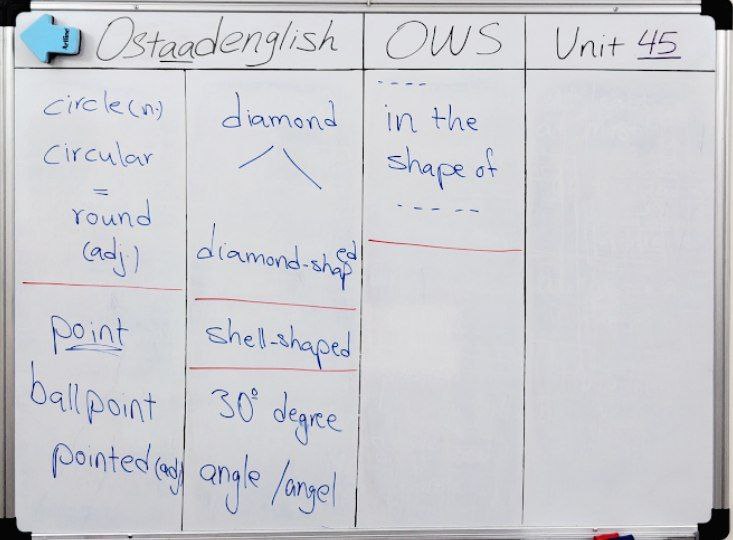 Artline
Ostaadenglish
OWS
Unit 45
circle (n.)
circular
=
round
(adj.)
point
ballpoint
pointed (adj)
diamond
diamond-shaped
shell-shaped
30° degree
angle / angel
----
in the
shape of
-----